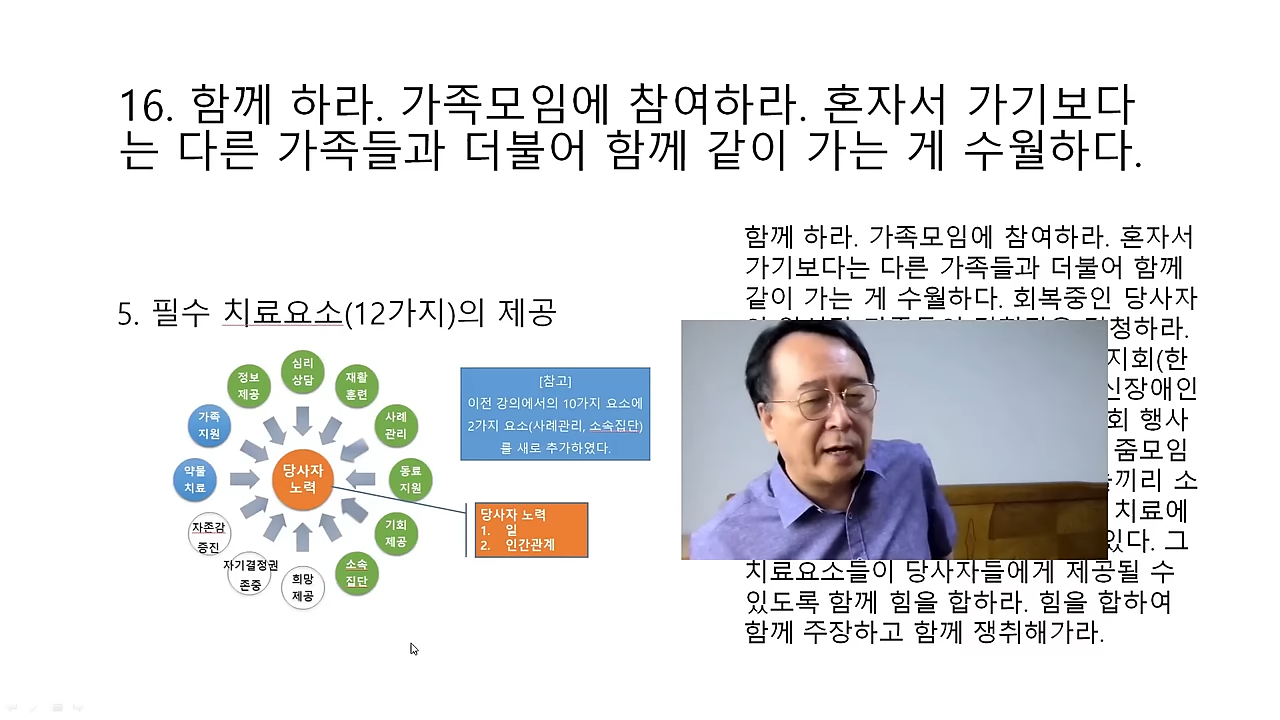 16. 함께 하라. 가족모임에 참여하라. 혼자서 가기보다
는 다른 가족들과 더불어 함께 같이 가는 게 수월하다.
5. 필수 치료요소(12가지)의 제공
심리
상담
재활
훈련
사례
관리
동료
지원
기회
제공
소속
집단
희망
제공
자기결정권
존중
자존감
증진
약물
치료
가족
지원
정보
제공
당사자
노력
[참고]
이전 강의에서의 10가지 요소에
2가지 요소(사례관리, 소속집단)
를 새로 추가하였다.
당사자 노력
1. 일
2. 인간관계
함께 하라. 가족모임에 참여하라. 혼자서
가기보다는 다른 가족들과 더불어 함께
같이 가는 게 수월하다. 회복중인 당사자
청하라.
지회(한
신장애인
회 행사
줌모임
끼리 소
치료에
있다. 그
치료요소들이 당사자들에게 제공될 수
있도록 함께 힘을 합하라. 힘을 합하여
함께 주장하고 함께 쟁취해가라.